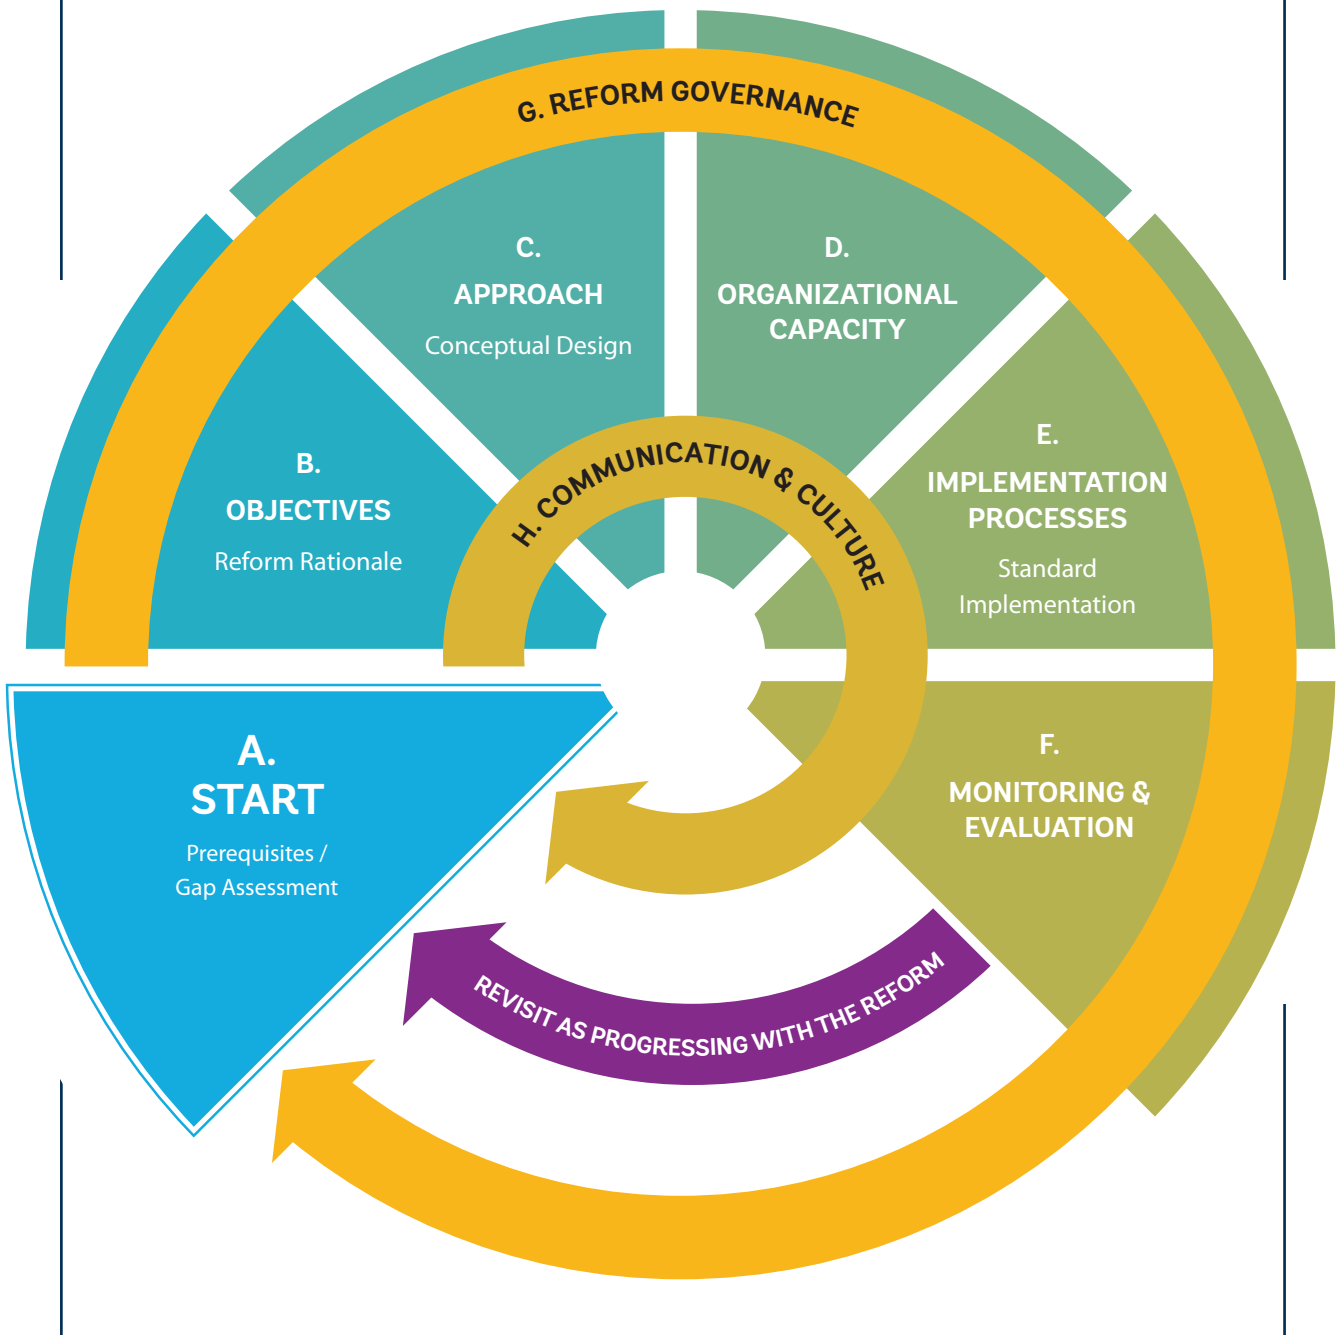 G. REFORM GOVERNANCE
C.
APPROACH
Conceptual Design
D.
ORGANIZATIONAL
CAPACITY
B.
OBJECTIVES
Reform Rationale
H. COMMUNICATION & CULTURE
E.
IMPLEMENTATION
PROCESSES
Standard
Implementation
A.
START
Prerequisites /
Gap Assessment
F.
MONITORING &
EVALUATION
REVISIT AS PROGRESSING WITH THE REFORM